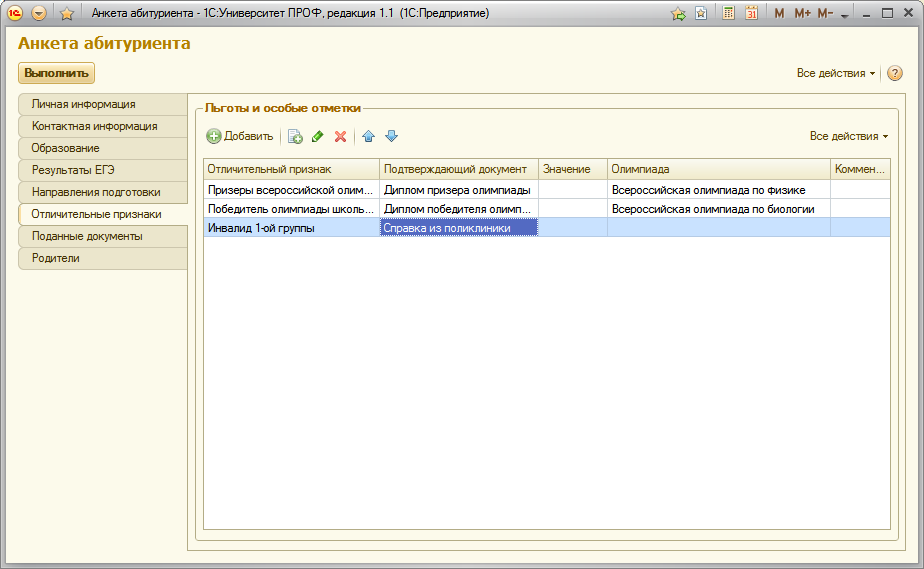 Анкета абитуриента - 1С:Университет ПРОФ, редакция 1.1 (1С:Предприятие)
M M+ M-
Анкета абитуриента
Выполнить
Все действия
Личная информация
Контактная информация
Образование
Результаты ЕГЭ
Направления подготовки
Отличительные признаки
Поданные документы
Родители
Льготы и особые отметки
Добавить
Все действия
Отличительный признак Подтверждающий документ Значение Олимпиада Коммен...
Призеры всероссийской олим... Диплом призера олимпиады Всероссийская олимпиада по физике
Победитель олимпиады школь... Диплом победителя олимп... Всероссийская олимпиада по биологии
Инвалид 1-ой группы Справка из поликлиники